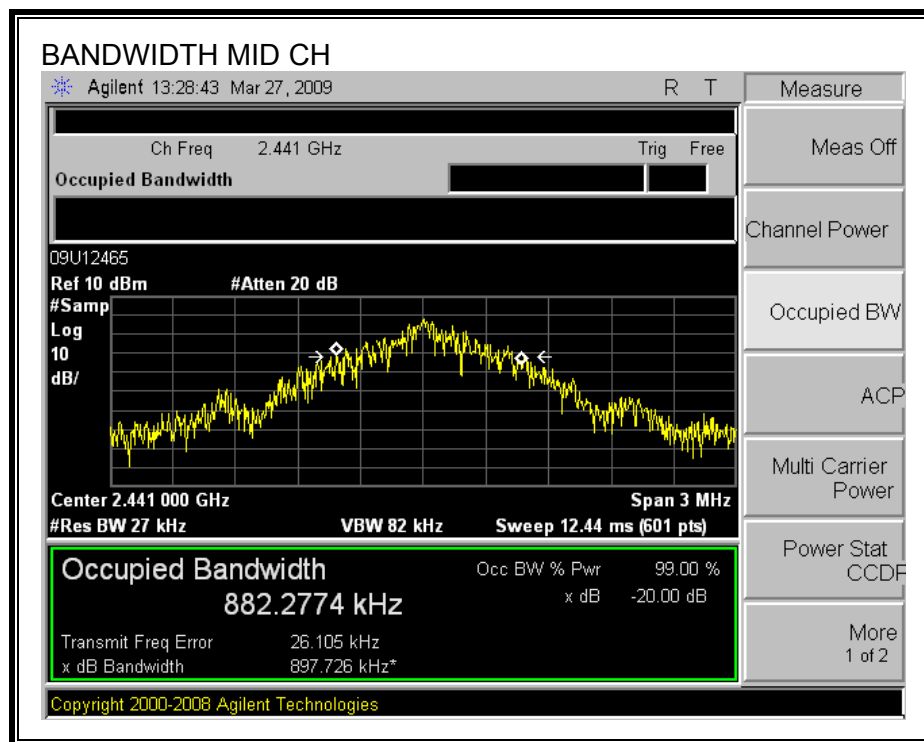 BANDWIDTH MID CH
Agilent 13:28:43 Mar 27, 2009 R T
Measure
Ch Freq 2.441 GHz Trig Free
Occupied Bandwidth
Meas Off
Channel Power
Occupied BW
ACP
Multi Carrier
Power
Power Stat
CCDF
More
1 of 2
09U12465
Ref 10 dBm #Atten 20 dB
#Samp
Log
10
dB/
Center 2.441 000 GHz Span 3 MHz
#Res BW 27 kHz VBW 82 kHz Sweep 12.44 ms (601 pts)
Occupied Bandwidth Occ BW % Pwr 99.00 %
882.2774 kHz x dB -20.00 dB
Transmit Freq Error 26.105 kHz
x dB Bandwidth 897.726 kHz*
Copyright 2000-2008 Agilent Technologies